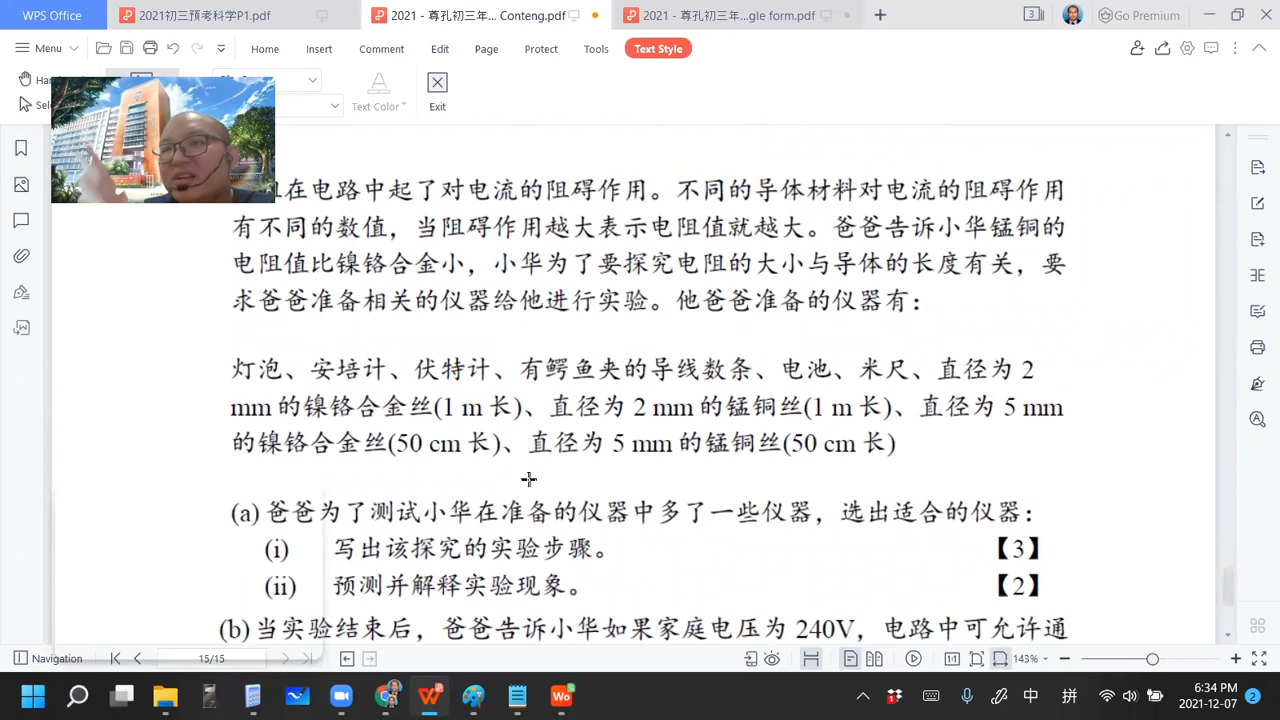 WPS Office
2021初三预考科学P1.pdf
2021 - 尊孔初三年... Conteng.pdf
2021 - 尊孔初三年...gle form.pdf
3
Go Premium
Menu
Home
Insert
Comment
Edit
Page
Protect
Tools
Text Style
Text Color
Exit
在电路中起了对电流的阻碍作用。不同的导体材料对电流的阻碍作用
有不同的数值，当阻碍作用越大表示电阻值就越大。爸爸告诉小华锰铜的
电阻值比镍铬合金小，小华为了要探究电阻的大小与导体的长度有关，要
求爸爸准备相关的仪器给他进行实验。他爸爸准备的仪器有：
灯泡、安培计、伏特计、有鳄鱼夹的导线数条、电池、米尺、直径为 2
mm 的镍铬合金丝(1 m 长)、直径为 2 mm 的锰铜丝(1 m 长)、直径为 5 mm
的镍铬合金丝(50 cm 长)、直径为 5 mm 的锰铜丝(50 cm 长)
(a) 爸爸为了测试小华在准备的仪器中多了一些仪器，选出适合的仪器：
(i) 写出该探究的实验步骤。 【3】
(ii) 预测并解释实验现象。 【2】
(b) 当实验结束后，爸爸告诉小华如果家庭电压为 240V，电路中可允许通
Navigation
15/15
143%
中
拼
6:34 PM
2021-12-07
2